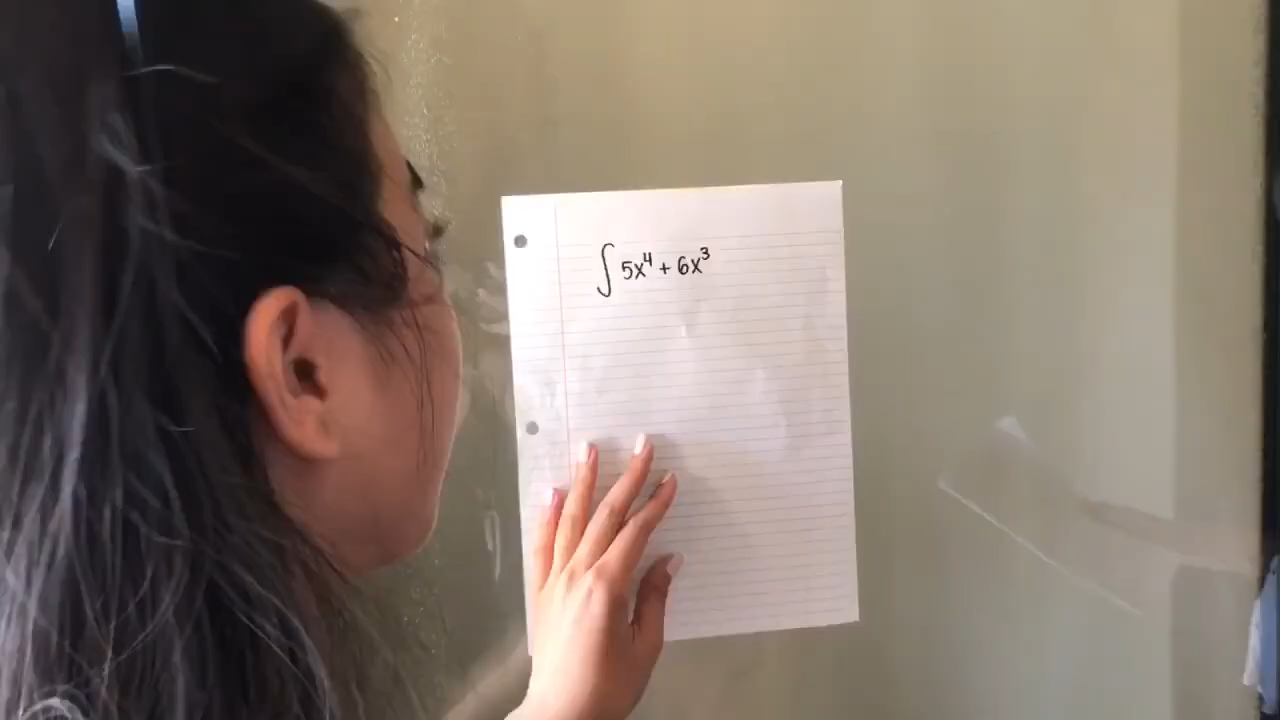 ∫ 5x⁴ + 6x³